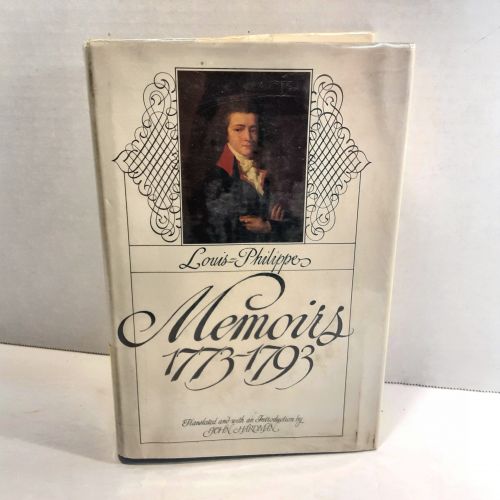 Louis-Philippe
Memoirs
1773-1793
Translated and with an Introduction by
JOHN HARDMAN